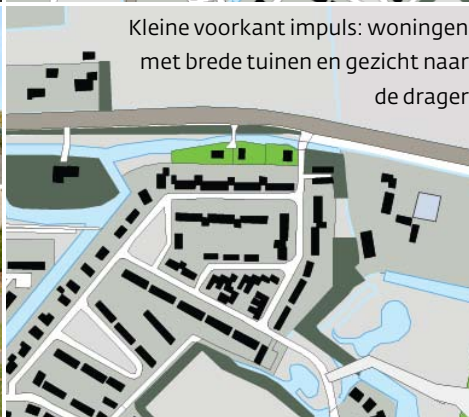 Kleine voorkant impuls: woningen
met brede tuinen en gezicht naar
de drager